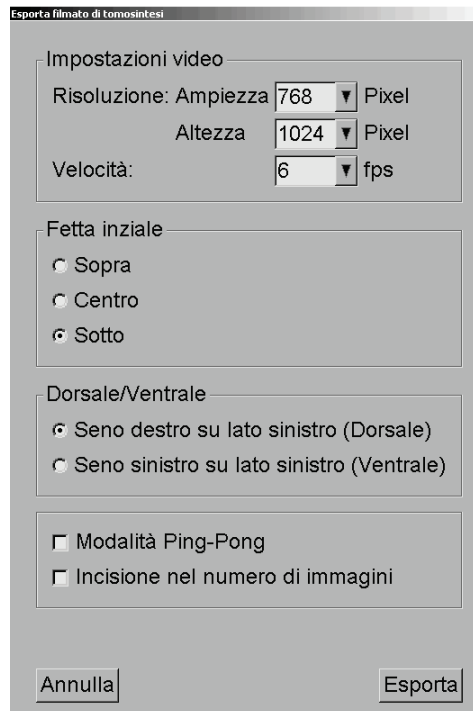 Esporta filmato di tomosintesi
Impostazioni video
Risoluzione: Ampiezza 768 Pixel
Altezza 1024 Pixel
Velocità: 6 fps
Fetta inziale
Sopra
Centro
Sotto
Dorsale/Ventrale
Seno destro su lato sinistro (Dorsale)
Seno sinistro su lato sinistro (Ventrale)
Modalità Ping-Pong
Incisione nel numero di immagini
Annulla Esporta